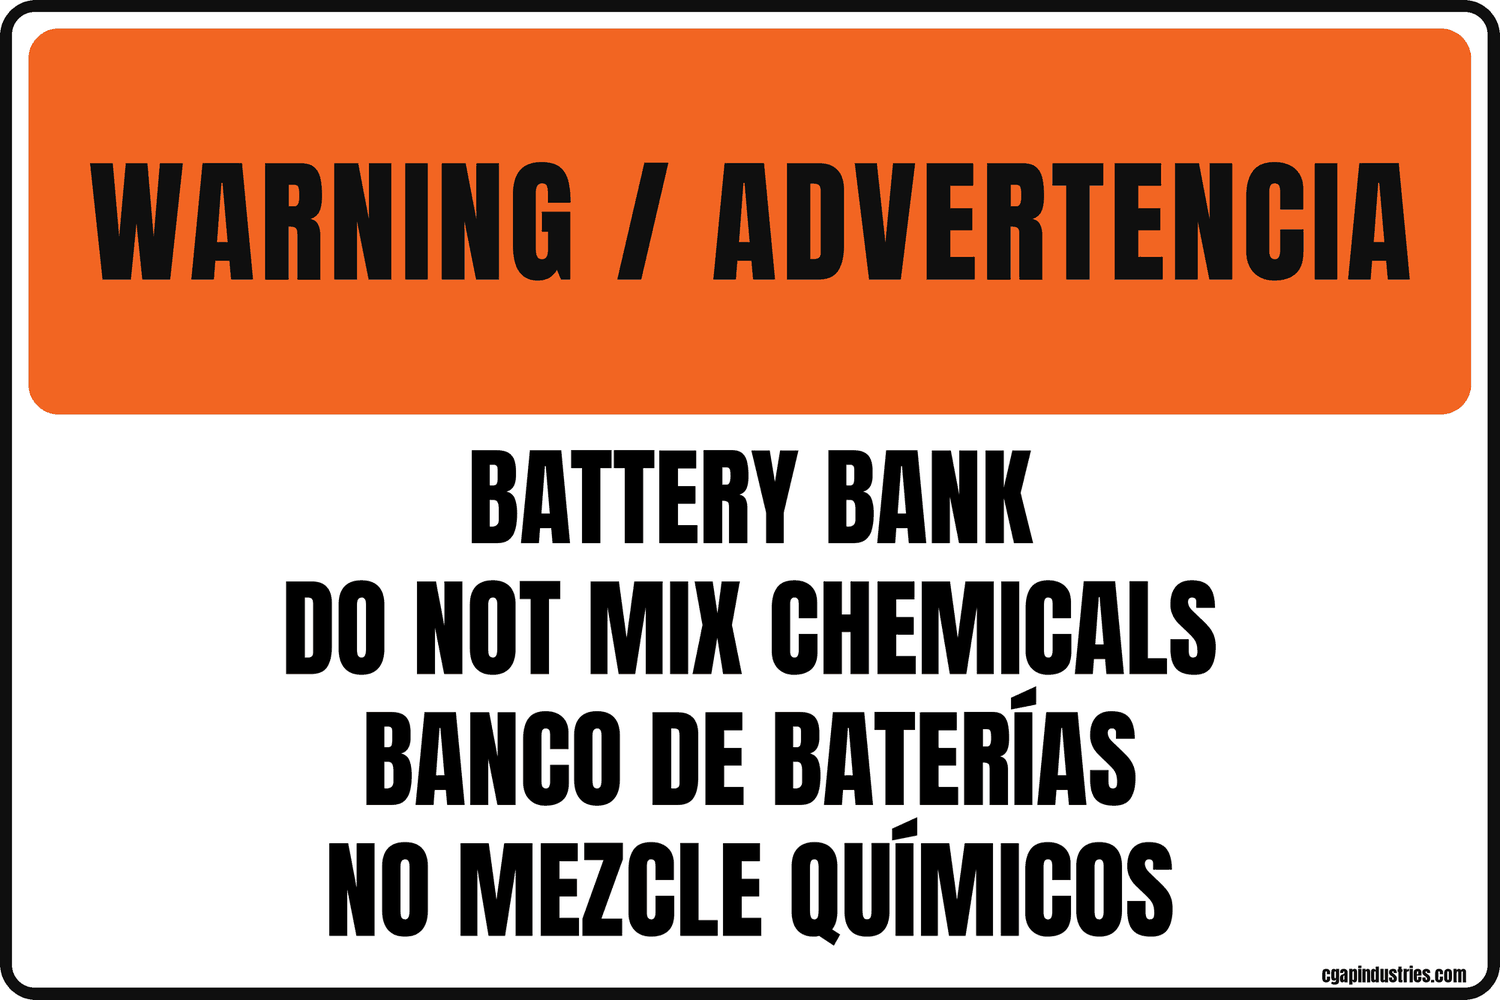 WARNING / ADVERTENCIA
BATTERY BANK
DO NOT MIX CHEMICALS
BANCO DE BATERÍAS
NO MEZCLE QUÍMICOS
cgapindustries.com